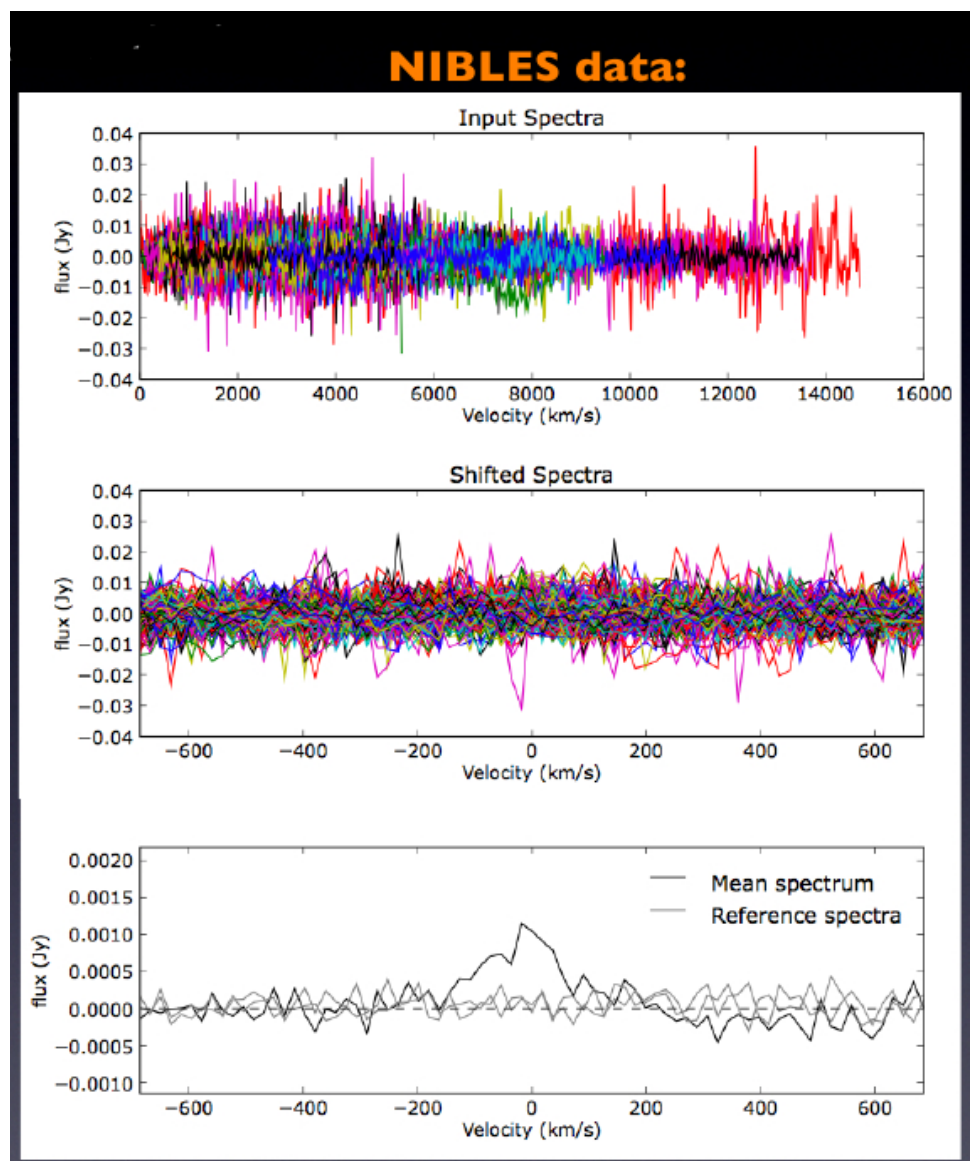 NIBLES data:
Input Spectra
0.04
0.03
0.02
0.01
0.00
−0.01
−0.02
−0.03
−0.04
flux (Jy)
0 2000 4000 6000 8000 10000 12000 14000 16000
Velocity (km/s)
Shifted Spectra
0.04
0.03
0.02
0.01
0.00
−0.01
−0.02
−0.03
−0.04
flux (Jy)
−600 −400 −200 0 200 400 600
Velocity (km/s)
0.0020
0.0015
0.0010
0.0005
0.0000
−0.0005
−0.0010
flux (Jy)
Mean spectrum
Reference spectra
−600 −400 −200 0 200 400 600
Velocity (km/s)